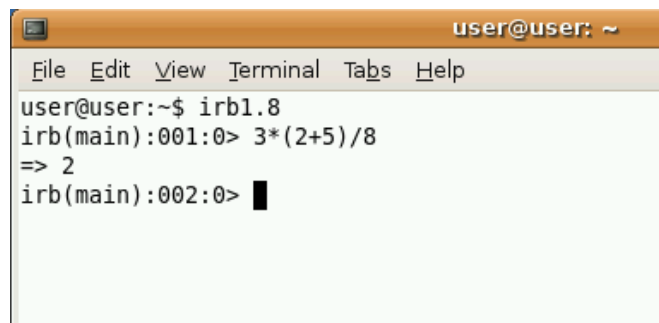 user@user: ~
File Edit View Terminal Tabs Help
user@user:~$ irb1.8
irb(main):001:0> 3*(2+5)/8
=> 2
irb(main):002:0>